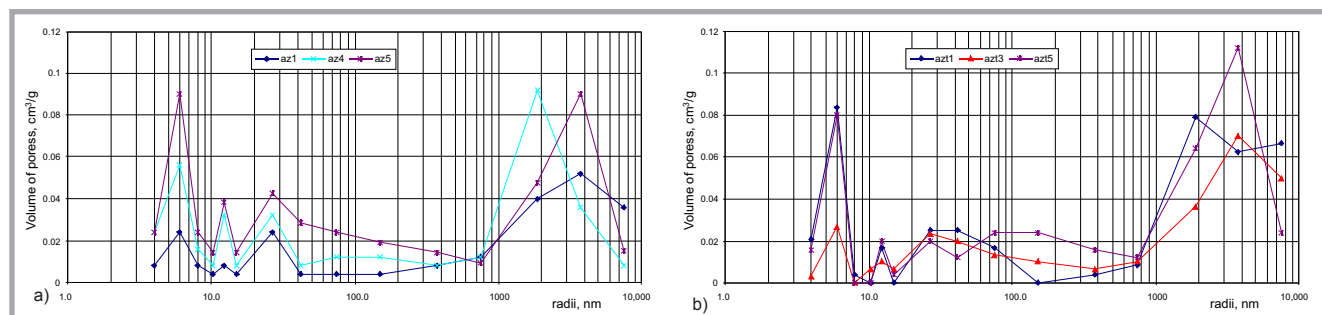 0.12
0.1
0.08
0.06
0.04
0.02
0
Volume of poress, cm³/g
az1 az4 az5
1.0 10.0 100.0 1000 10,000
radii, nm
a)
0.12
0.1
0.08
0.06
0.04
0.02
0
Volume of poress, cm³/g
azt1 azt3 azt5
1.0 10.0 100.0 1000 10,000
radii, nm
b)